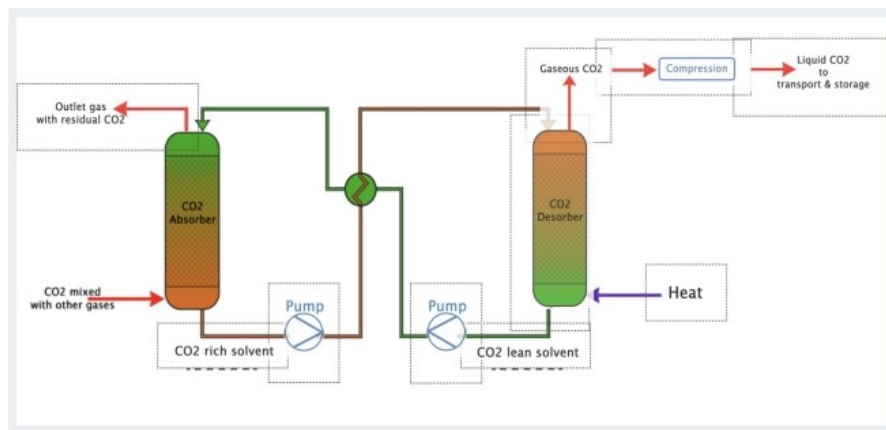 Gaseous CO2
Compression
Liquid CO2
to
transport & storage
Outlet gas
with residual CO2
CO2
Absorber
CO2
Desorber
CO2 mixed
with other gases
Heat
Pump
Pump
CO2 rich solvent
CO2 lean solvent